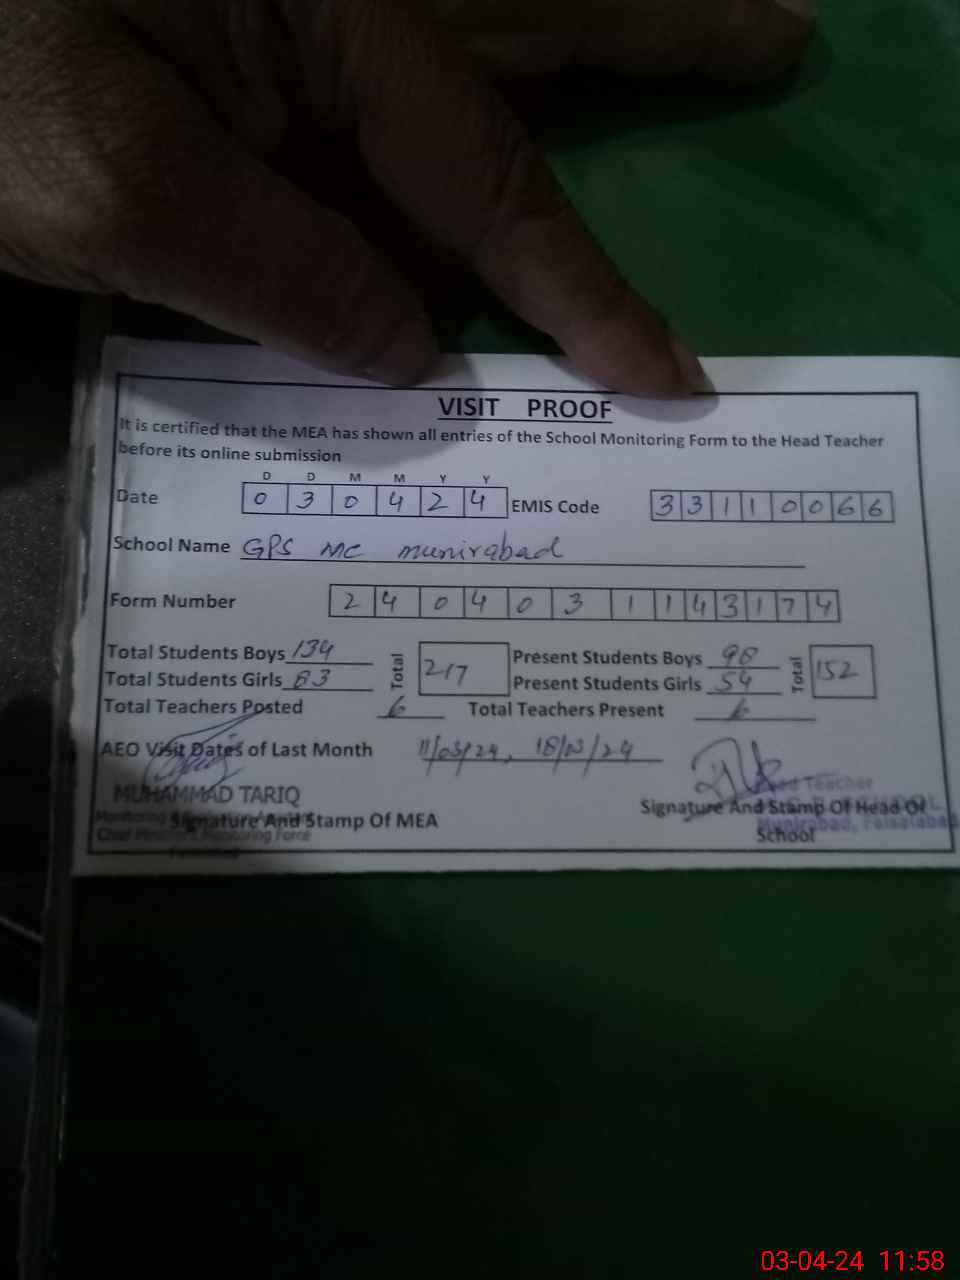 VISIT PROOF
It is certified that the MEA has shown all entries of the School Monitoring Form to the Head Teacher
before its online submission
D D M M Y Y
Date 0 3 0 4 2 4 EMIS Code 3 3 1 1 0 0 6 6
School Name GPS MC munirabad
Form Number 2 4 0 4 0 3 1 1 4 3 1 7 4
Total Students Boys 134 Total 217 Present Students Boys 98 Total 152
Total Students Girls 83 Present Students Girls 54
Total Teachers Posted 6 Total Teachers Present 6
AEO Visit Dates of Last Month 11/03/24, 18/03/24
MUHAMMAD TARIQ
Head Teacher
Signature And Stamp Of MEA
Signature And Stamp Of Head Of
School
Munirabad, Faisalabad
Monitoring
Chief Monitoring Force
03-04-24 11:58